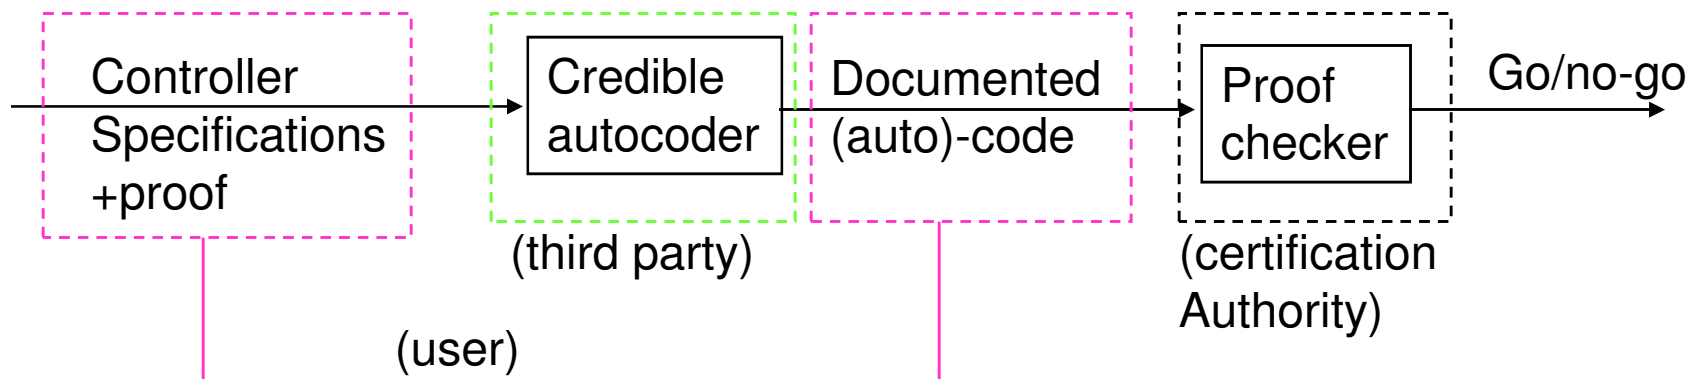 Controller
Specifications
+proof
Credible
autocoder
(third party)
Documented
(auto)-code
Proof
checker
(certification
Authority)
Go/no-go
(user)